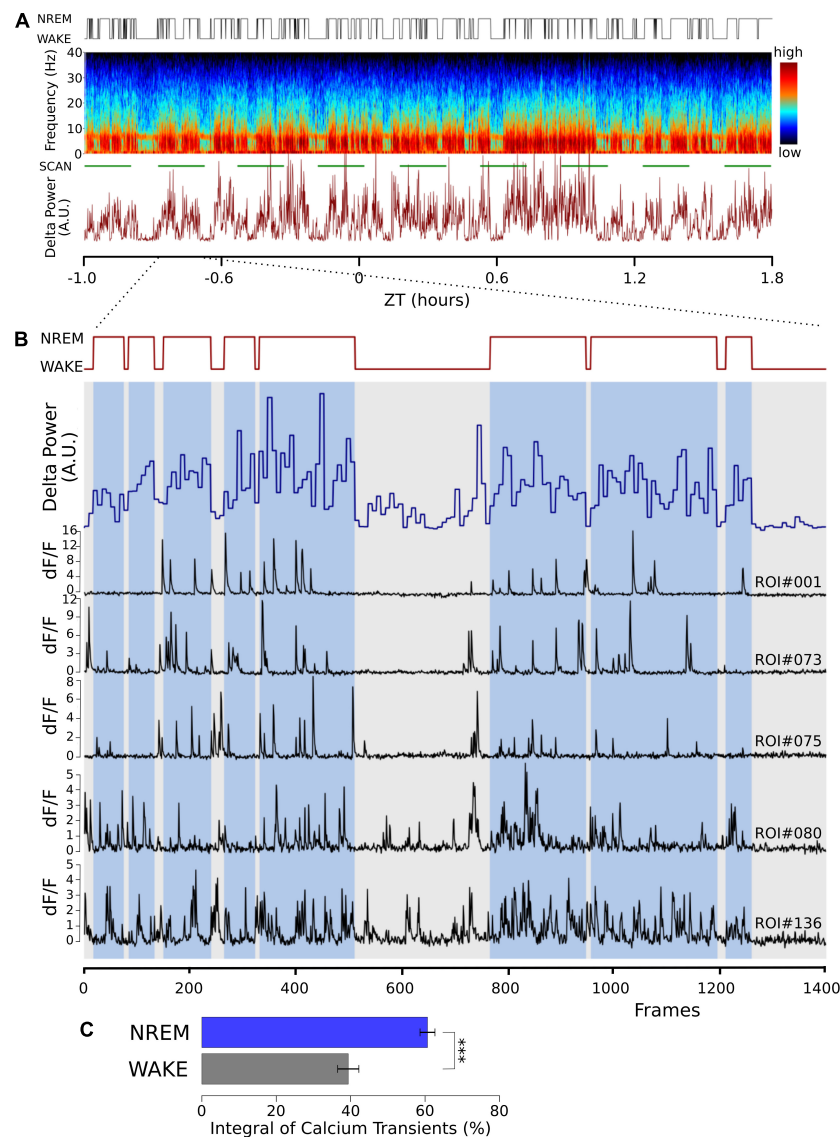 A
NREM
WAKE
Frequency (Hz)
40
30
20
10
0
high
low
SCAN
Delta Power
(A.U.)
-1.0 -0.6 0 0.6 1.2 1.8
ZT (hours)
B
NREM
WAKE
Delta Power
(A.U.)
dF/F
16
12
8
4
0
ROI#001
dF/F
12
9
6
3
0
ROI#073
dF/F
8
6
4
2
0
ROI#075
dF/F
5
4
3
2
1
0
ROI#080
dF/F
5
4
3
2
1
0
ROI#136
0 200 400 600 800 1000 1200 1400
Frames
C
NREM
WAKE
***
0 20 40 60 80
Integral of Calcium Transients (%)